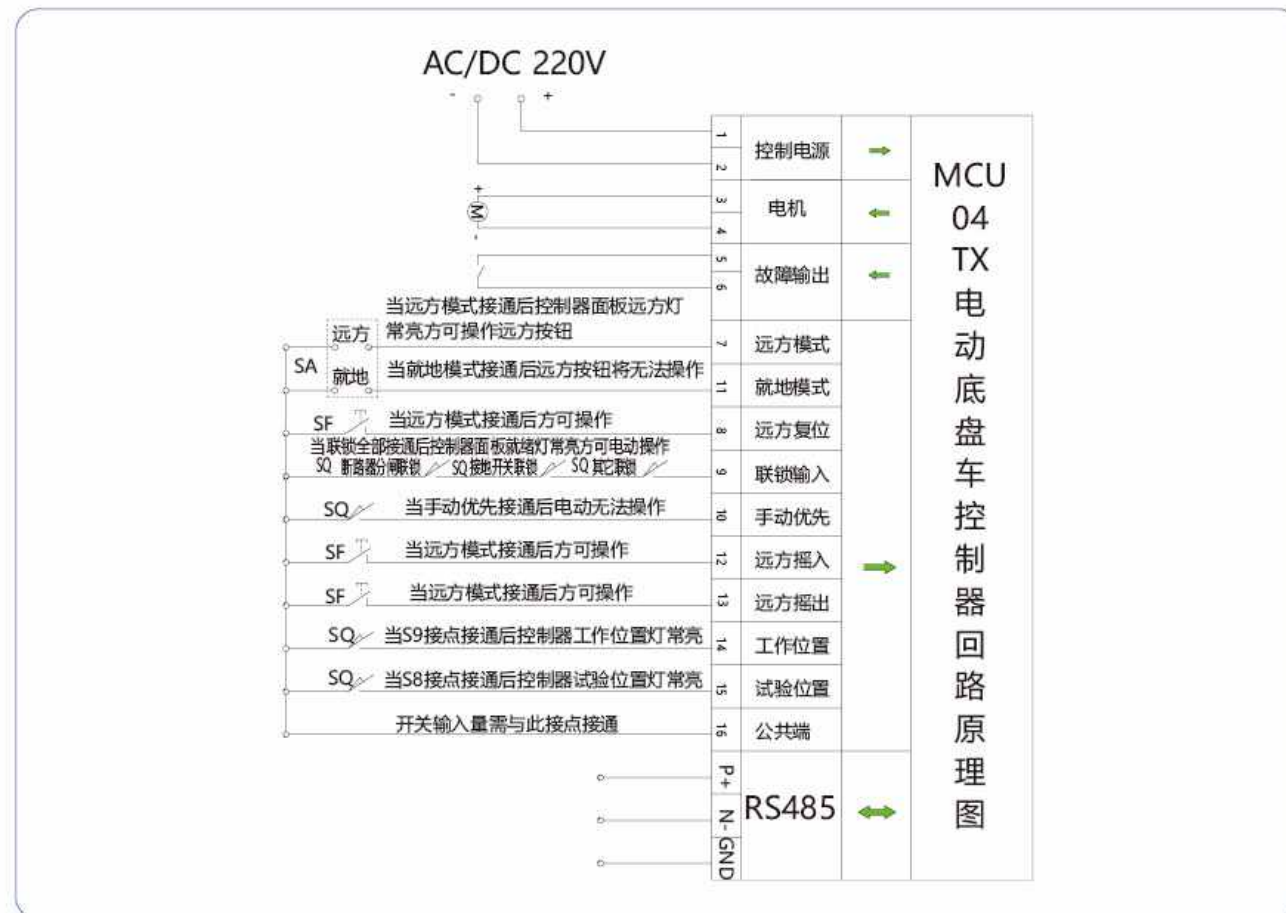 AC/DC 220V
- +
1
控制电源
2
+
M
-
3
电机
4
5
故障输出
6
当远方模式接通后控制器面板远方灯
常亮方可操作远方按钮
远方
7
远方模式
SA
就地
当就地模式接通后远方按钮将无法操作
11
就地模式
SF
当远方模式接通后方可操作
8
远方复位
当联锁全部接通后控制器面板就绪灯常亮方可电动操作
SQ 断路器分闸联锁 SQ 接地开关联锁 SQ 其它联锁
9
联锁输入
SQ
当手动优先接通后电动无法操作
10
手动优先
SF
当远方模式接通后方可操作
12
远方摇入
SF
当远方模式接通后方可操作
13
远方摇出
SQ
当S9接点接通后控制器工作位置灯常亮
14
工作位置
SQ
当S8接点接通后控制器试验位置灯常亮
15
试验位置
开关输入量需与此接点接通
16
公共端
P+
N-
GND
RS485
MCU
04
TX
电
动
底
盘
车
控
制
器
回
路
原
理
图